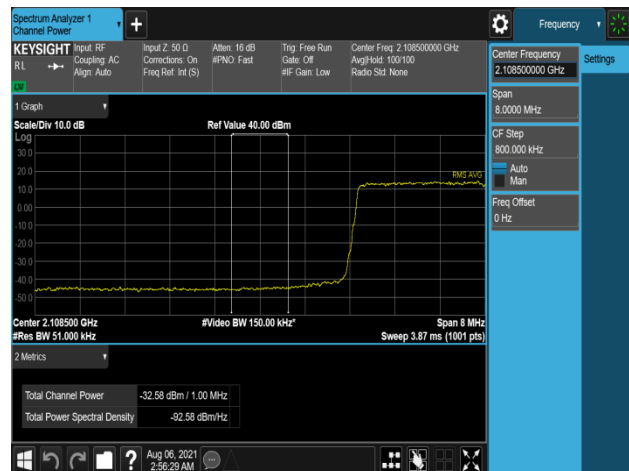 Spectrum Analyzer 1
Channel Power
Frequency
KEYSIGHT
RL
Input: RF
Coupling: AC
Align: Auto
Input Z: 50 Ω
Corrections: On
Freq Ref: Int (S)
Atten: 16 dB
#PNO: Fast
Trig: Free Run
Gate: Off
#IF Gain: Low
Center Freq: 2.108500000 GHz
Avg|Hold: 100/100
Radio Std: None
Center Frequency
2.108500000 GHz
Settings
Span
8.0000 MHz
CF Step
800.000 kHz
Auto
Man
Freq Offset
0 Hz
1 Graph
Scale/Div 10.0 dB
Ref Value 40.00 dBm
Log
30.0
20.0
10.0
0.00
-10.0
-20.0
-30.0
-40.0
-50.0
RMS AVG
Center 2.108500 GHz
#Video BW 150.00 kHz*
Span 8 MHz
#Res BW 51.000 kHz
Sweep 3.87 ms (1001 pts)
2 Metrics
Total Channel Power -32.58 dBm / 1.00 MHz
Total Power Spectral Density -92.58 dBm/Hz
?
Aug 06, 2021
2:56:29 AM